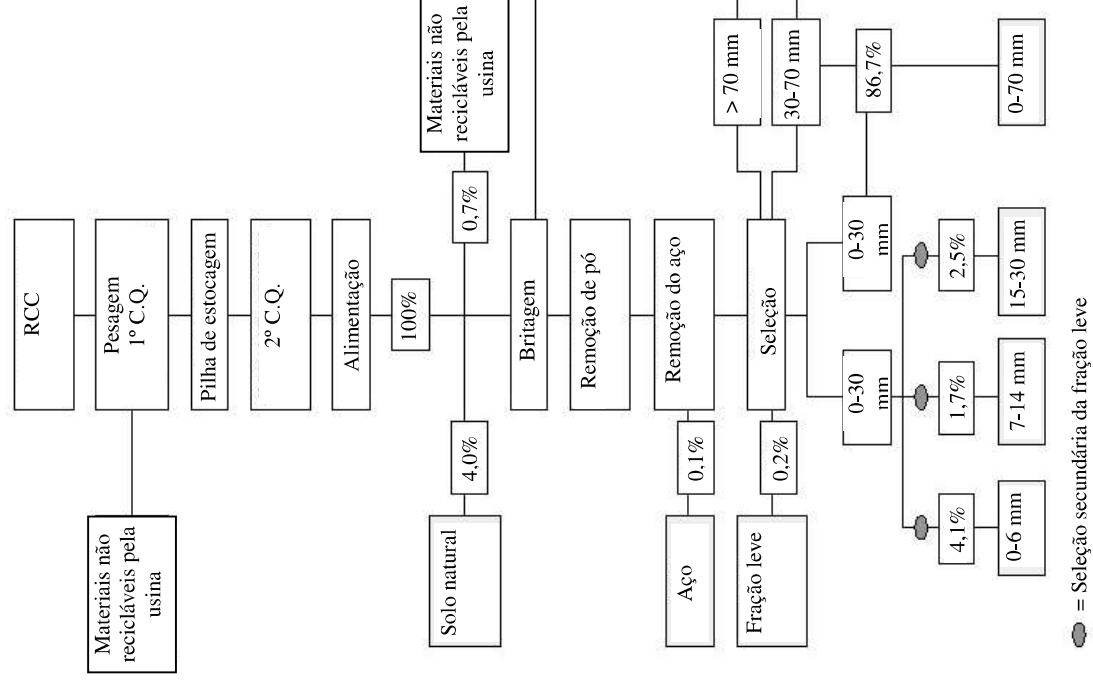 RCC
Pesagem
1º C.Q.
Materiais não
recicláveis pela
usina
Pilha de estocagem
2º C.Q.
Alimentação
100%
Solo natural
4,0%
0,7%
Materiais não
recicláveis pela
usina
Britagem
Remoção de pó
Remoção do aço
0,1%
Aço
Seleção
0,2%
Fração leve
> 70 mm
30-70 mm
0-30
mm
0-30
mm
86,7%
4,1%
1,7%
2,5%
0-6 mm
7-14 mm
15-30 mm
0-70 mm
= Seleção secundária da fração leve